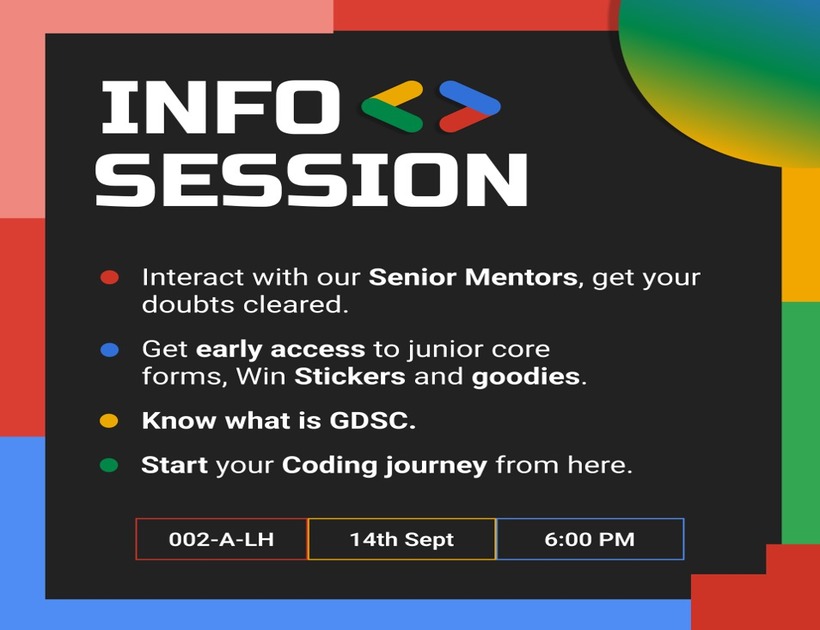 INFO
SESSION
Interact with our Senior Mentors, get your
doubts cleared.
Get early access to junior core
forms, Win Stickers and goodies.
Know what is GDSC.
Start your Coding journey from here.
002-A-LH 14th Sept 6:00 PM